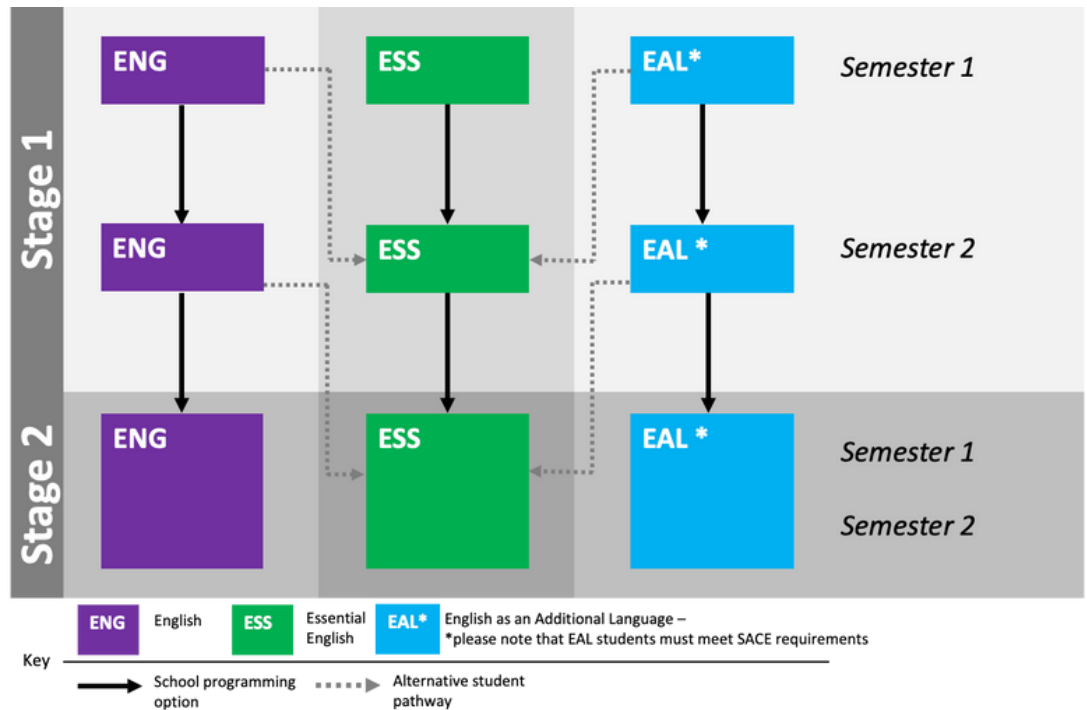 Stage 1
ENG
ESS
EAL*
Semester 1
ENG
ESS
EAL *
Semester 2
Stage 2
ENG
ESS
EAL *
Semester 1
Semester 2
ENG
English
ESS
Essential
English
EAL*
English as an Additional Language –
*please note that EAL students must meet SACE requirements
Key
School programming
option
Alternative student
pathway